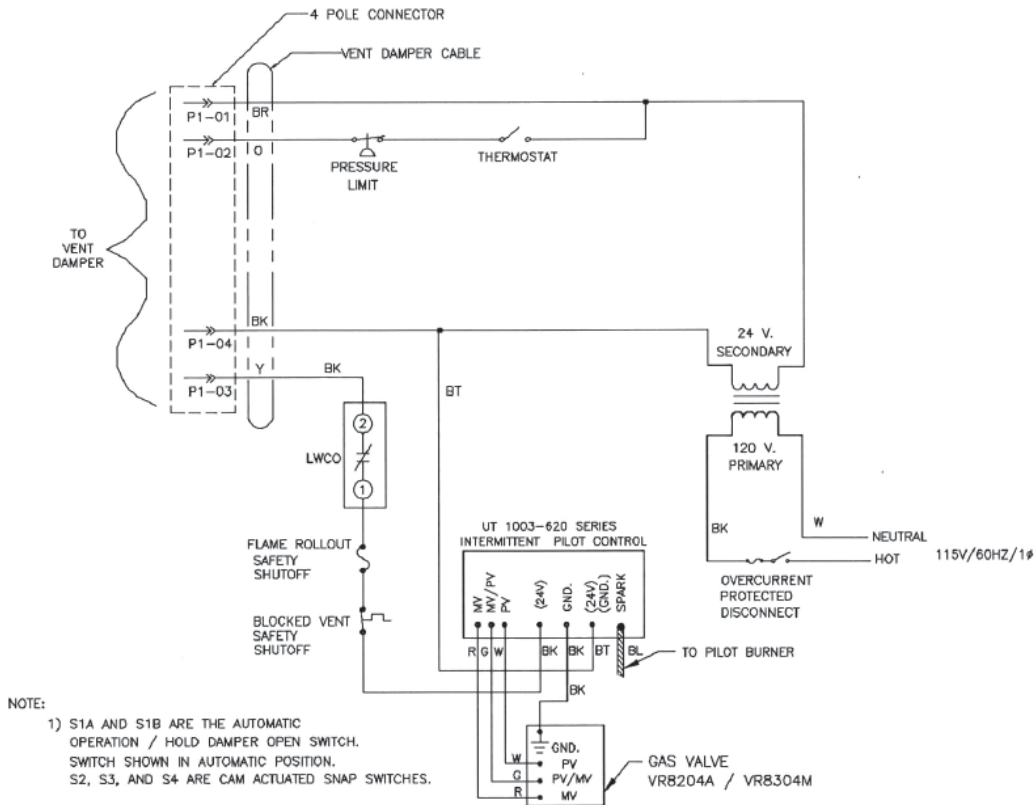 4 POLE CONNECTOR
VENT DAMPER CABLE
P1-01
BR
P1-02
O
PRESSURE
LIMIT
THERMOSTAT
TO
VENT
DAMPER
BK
P1-04
24 V.
SECONDARY
Y
BK
P1-03
BT
2
LWCO
1
120 V.
PRIMARY
BK
W
NEUTRAL
HOT
115V/60HZ/1ø
OVERCURRENT
PROTECTED
DISCONNECT
UT 1003-620 SERIES
INTERMITTENT PILOT CONTROL
FLAME ROLLOUT
SAFETY
SHUTOFF
MV
MV/PV
PV
(24V)
GND.
(24V)
(GND.)
SPARK
BLOCKED VENT
SAFETY
SHUTOFF
R
G
W
BK
BK
BT
BL
TO PILOT BURNER
BK
NOTE:
1) S1A AND S1B ARE THE AUTOMATIC
OPERATION / HOLD DAMPER OPEN SWITCH.
SWITCH SHOWN IN AUTOMATIC POSITION.
S2, S3, AND S4 ARE CAM ACTUATED SNAP SWITCHES.
GND.
W
PV
G
PV/MV
R
MV
GAS VALVE
VR8204A / VR8304M